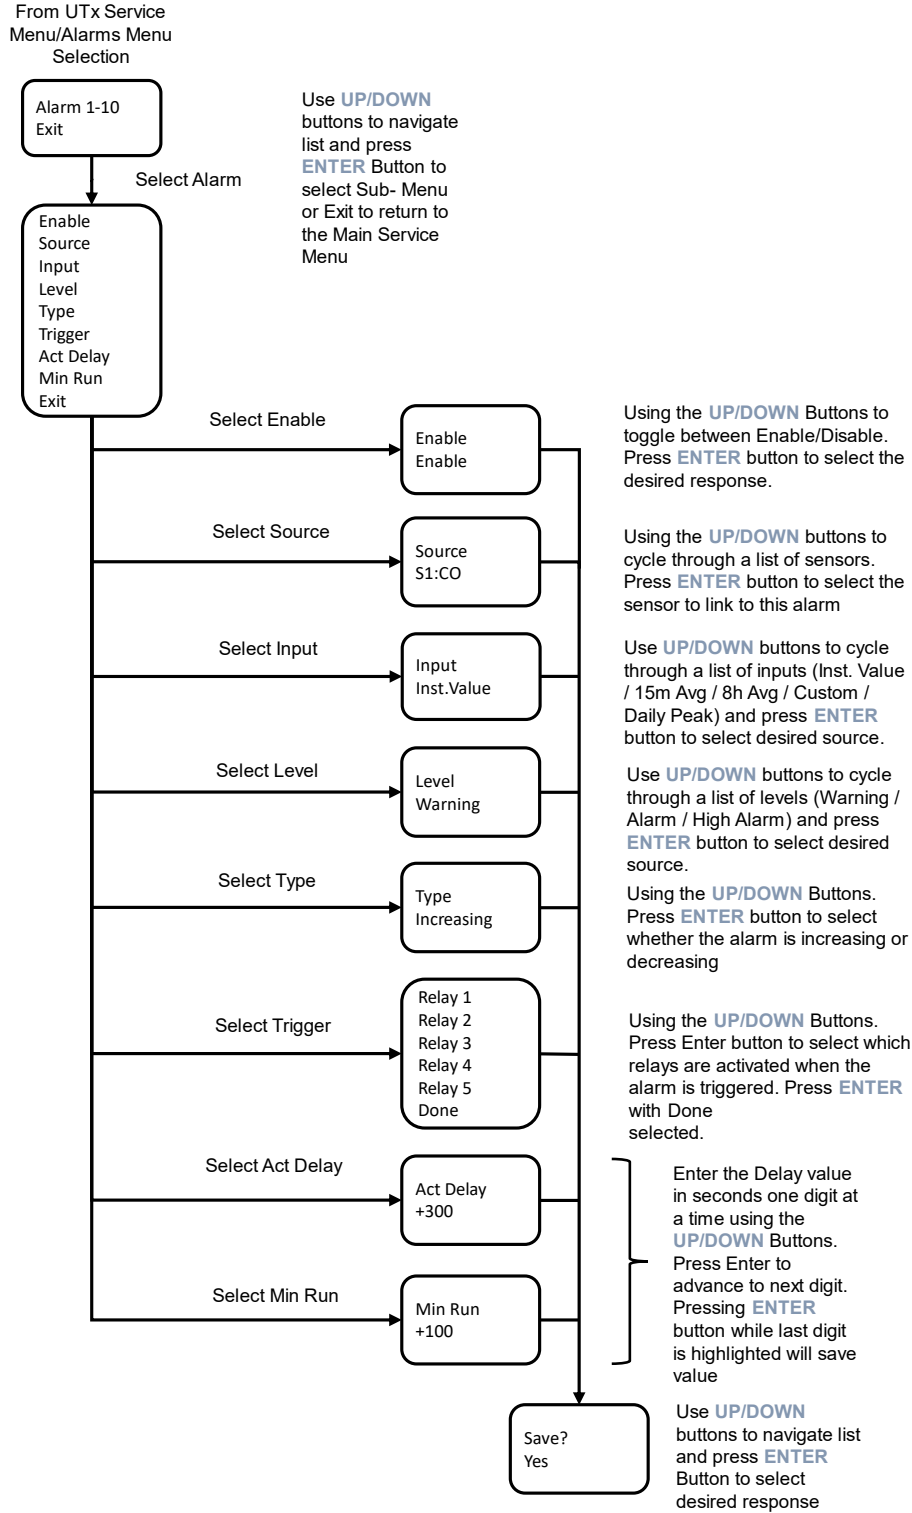 From UTx Service
Menu/Alarms Menu
Selection
Alarm 1-10
Exit
Select Alarm
Use UP/DOWN
buttons to navigate
list and press
ENTER Button to
select Sub- Menu
or Exit to return to
the Main Service
Menu
Enable
Source
Input
Level
Type
Trigger
Act Delay
Min Run
Exit
Select Enable
Enable
Enable
Using the UP/DOWN Buttons to
toggle between Enable/Disable.
Press ENTER button to select the
desired response.
Select Source
Source
S1:CO
Using the UP/DOWN buttons to
cycle through a list of sensors.
Press ENTER button to select the
sensor to link to this alarm
Select Input
Input
Inst.Value
Use UP/DOWN buttons to cycle
through a list of inputs (Inst. Value
/ 15m Avg / 8h Avg / Custom /
Daily Peak) and press ENTER
button to select desired source.
Select Level
Level
Warning
Use UP/DOWN buttons to cycle
through a list of levels (Warning /
Alarm / High Alarm) and press
ENTER button to select desired
source.
Select Type
Type
Increasing
Using the UP/DOWN Buttons.
Press ENTER button to select
whether the alarm is increasing or
decreasing
Select Trigger
Relay 1
Relay 2
Relay 3
Relay 4
Relay 5
Done
Using the UP/DOWN Buttons.
Press Enter button to select which
relays are activated when the
alarm is triggered. Press ENTER
with Done
selected.
Select Act Delay
Act Delay
+300
Select Min Run
Min Run
+100
Enter the Delay value
in seconds one digit at
a time using the
UP/DOWN Buttons.
Press Enter to
advance to next digit.
Pressing ENTER
button while last digit
is highlighted will save
value
Save?
Yes
Use UP/DOWN
buttons to navigate list
and press ENTER
Button to select
desired response